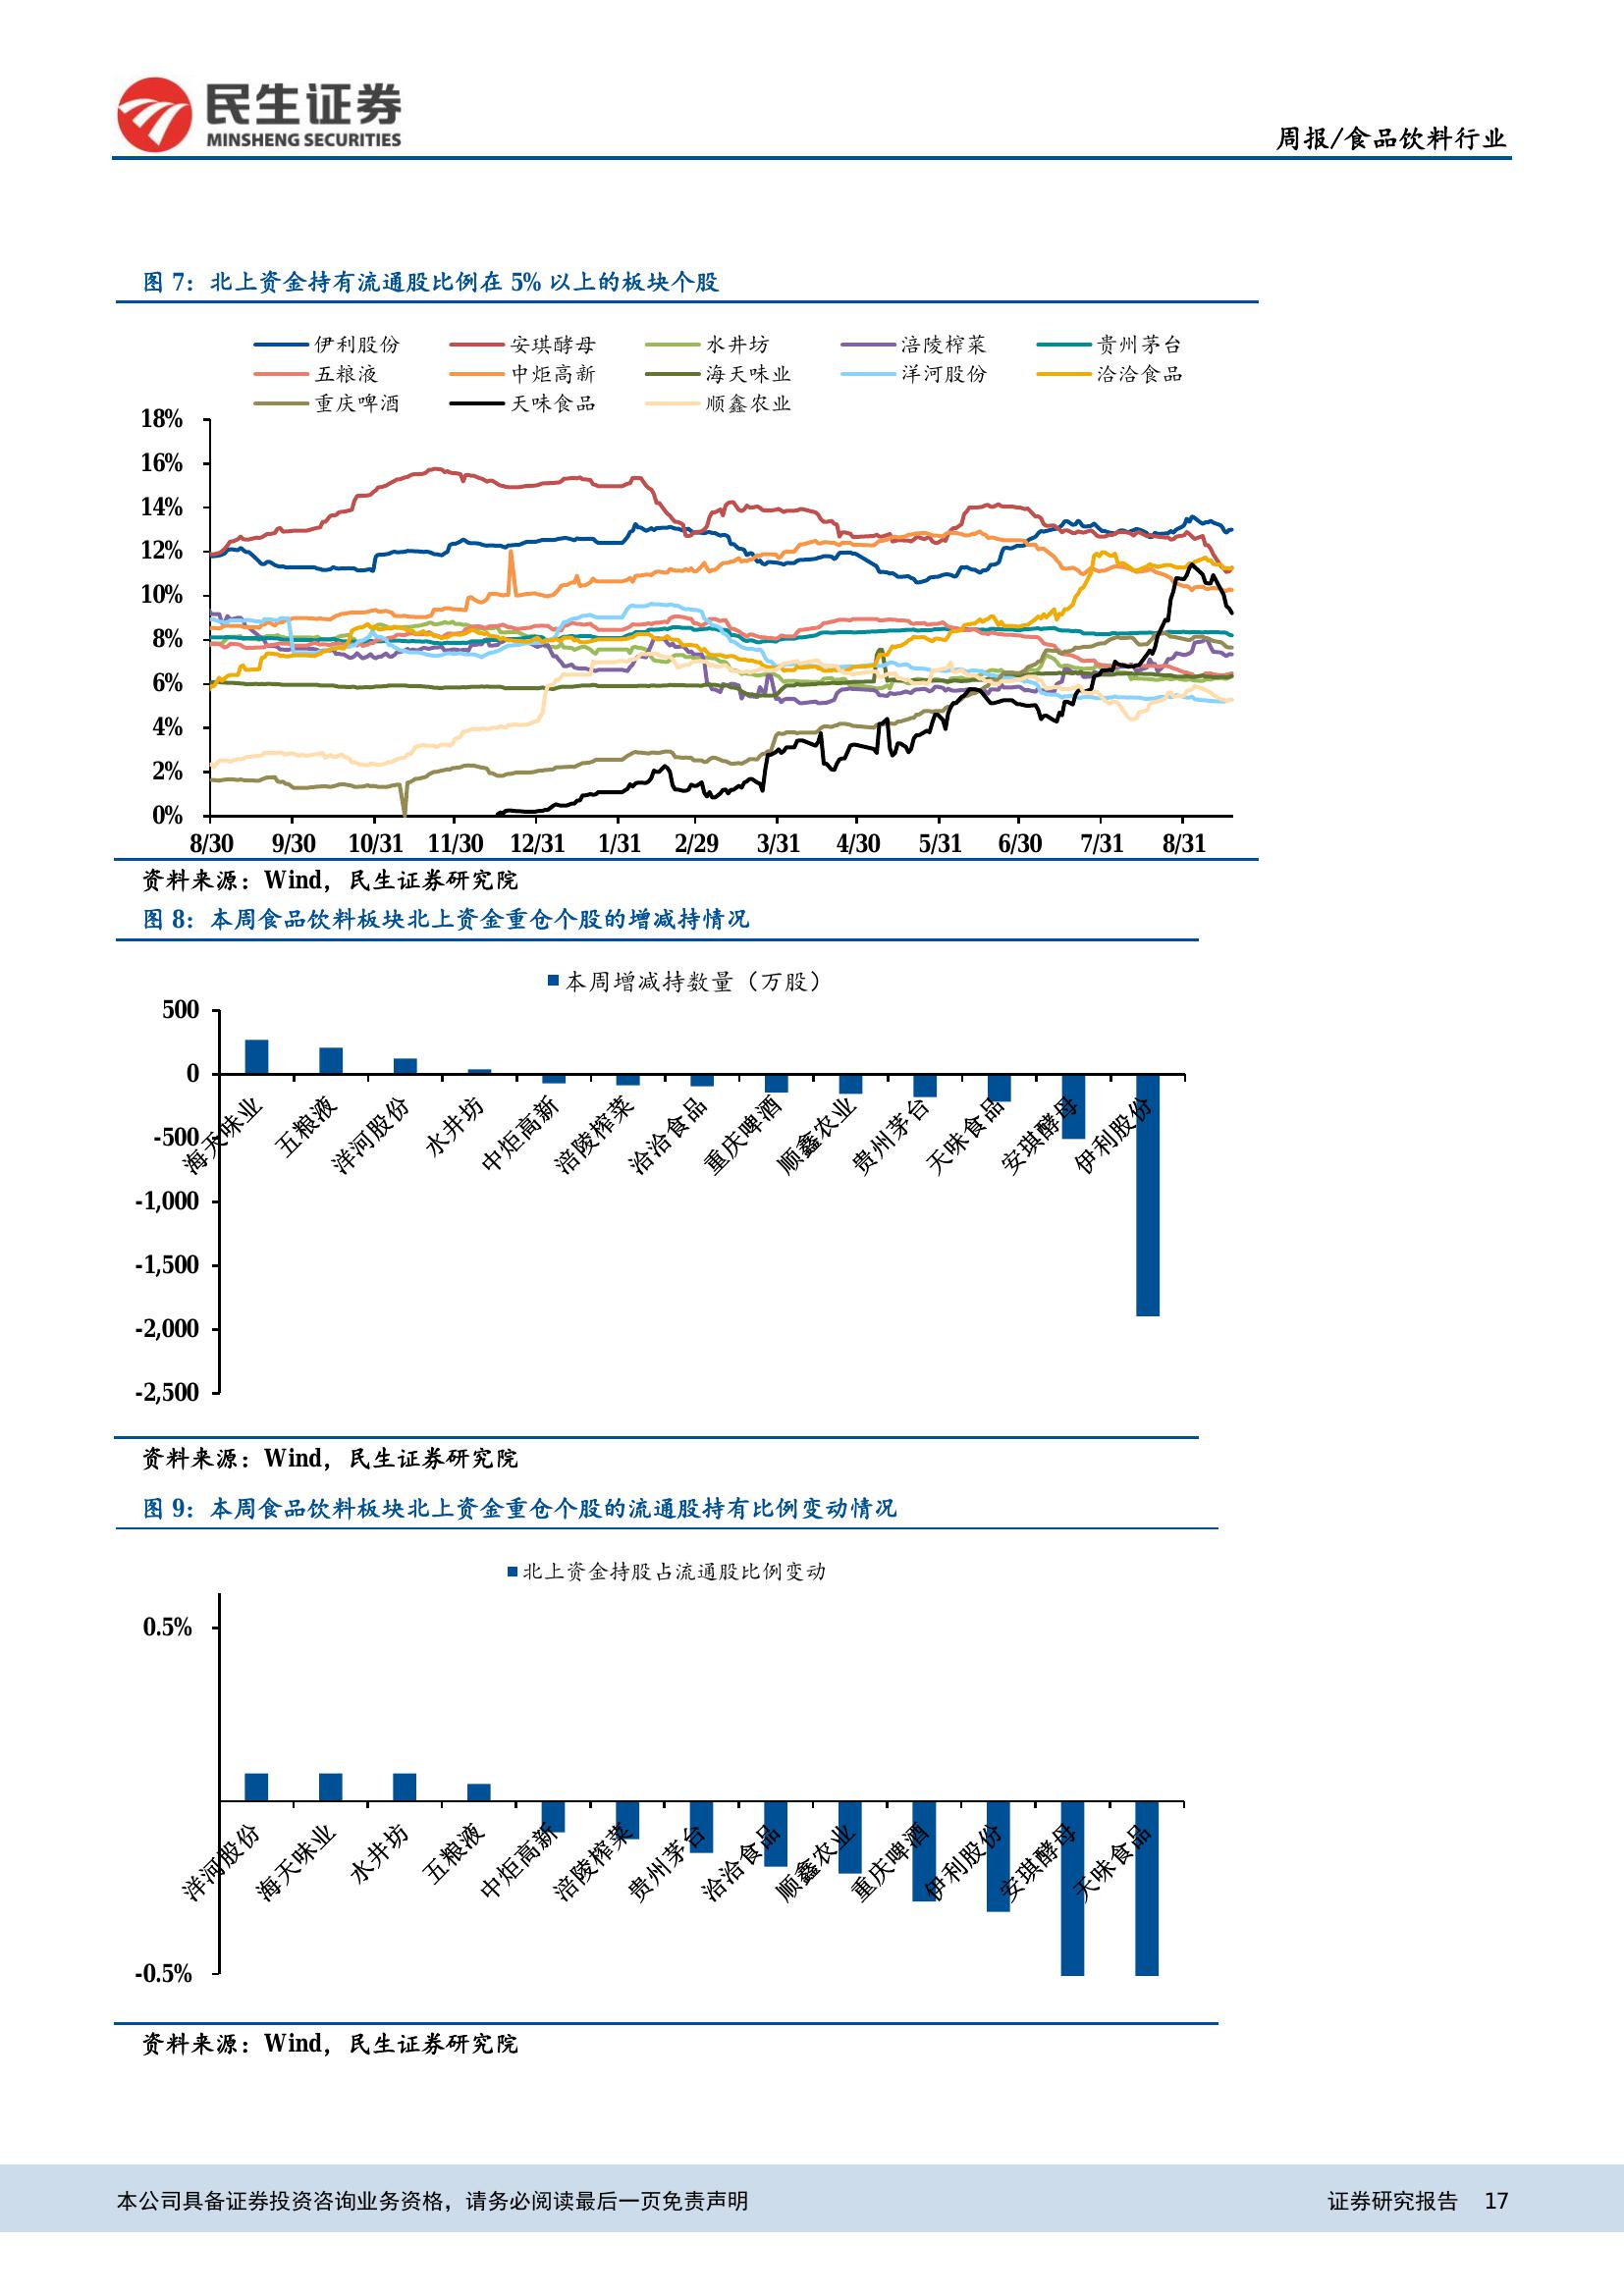 民生证券
MINSHENG SECURITIES
周报/食品饮料行业
图 7：北上资金持有流通股比例在 5% 以上的板块个股
伊利股份 安琪酵母 水井坊 涪陵榨菜 贵州茅台
五粮液 中炬高新 海天味业 洋河股份 洽洽食品
重庆啤酒 天味食品 顺鑫农业
18%
16%
14%
12%
10%
8%
6%
4%
2%
0%
8/30 9/30 10/31 11/30 12/31 1/31 2/29 3/31 4/30 5/31 6/30 7/31 8/31
资料来源：Wind，民生证券研究院
图 8：本周食品饮料板块北上资金重仓个股的增减持情况
本周增减持数量（万股）
500
0
-500
-1,000
-1,500
-2,000
-2,500
海天味业 五粮液 洋河股份 水井坊 中炬高新 涪陵榨菜 洽洽食品 重庆啤酒 顺鑫农业 贵州茅台 天味食品 安琪酵母 伊利股份
资料来源：Wind，民生证券研究院
图 9：本周食品饮料板块北上资金重仓个股的流通股持有比例变动情况
北上资金持股占流通股比例变动
0.5%
-0.5%
洋河股份 海天味业 水井坊 五粮液 中炬高新 涪陵榨菜 贵州茅台 洽洽食品 顺鑫农业 重庆啤酒 伊利股份 安琪酵母 天味食品
资料来源：Wind，民生证券研究院
本公司具备证券投资咨询业务资格，请务必阅读最后一页免责声明
证券研究报告 17